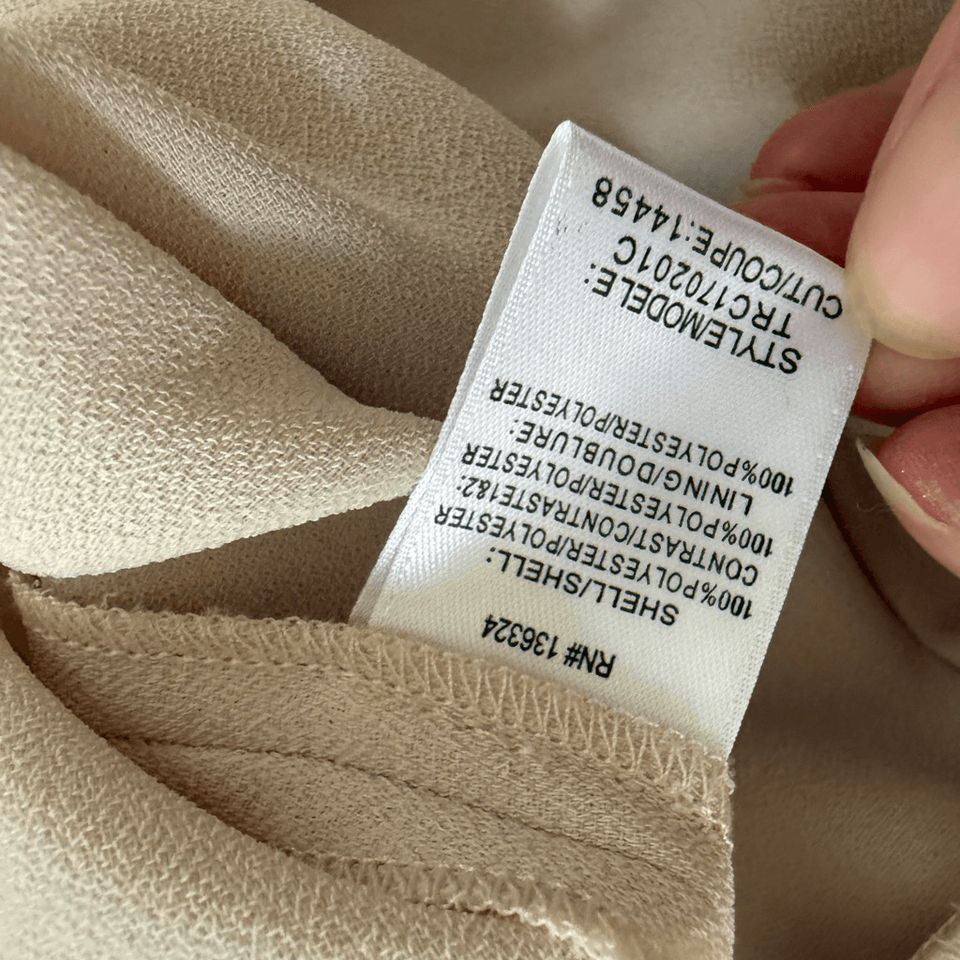 RN# 136324
SHELL/SHELL:
100%POLYESTER/POLYESTER
CONTRAST/CONTRASTE1&2:
100%POLYESTER/POLYESTER
LINING/DOUBLURE:
100%POLYESTER/POLYESTER
STYLE/MODELE:
TRC170201C
CUT/COUPE:14458